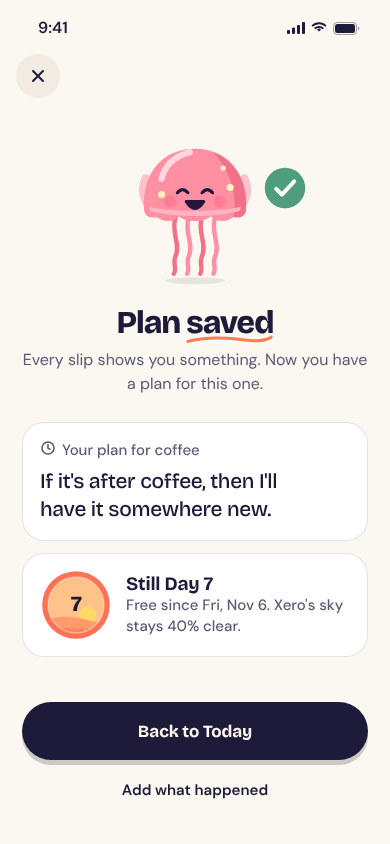 9:41
Plan saved
Every slip shows you something. Now you have
a plan for this one.
Your plan for coffee
If it's after coffee, then I'll
have it somewhere new.
7
Still Day 7
Free since Fri, Nov 6. Xero's sky
stays 40% clear.
Back to Today
Add what happened